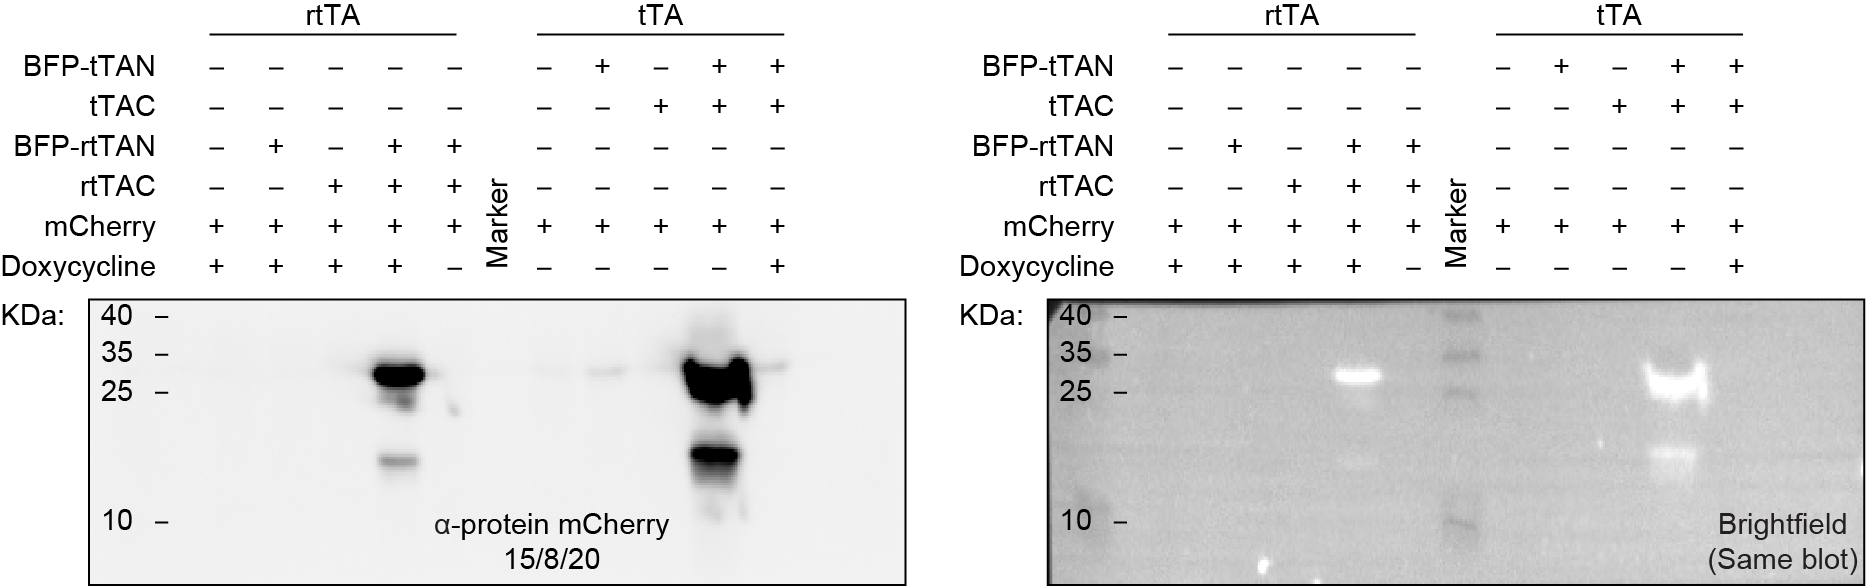 rtTA tTA
BFP-tTAN – – – – – – + – + +
tTAC – – – – – – – + + +
BFP-rtTAN – + – + + – – – – –
rtTAC – – + + + – – – – –
mCherry + + + + + + + + + +
Doxycycline + + + + – – – – – +
Marker
KDa:
40 –
35 –
25 –
10 –
α-protein mCherry
15/8/20
rtTA tTA
BFP-tTAN – – – – – – + – + +
tTAC – – – – – – – + + +
BFP-rtTAN – + – + + – – – – –
rtTAC – – + + + – – – – –
mCherry + + + + + + + + + +
Doxycycline + + + + – – – – – +
Marker
KDa:
40 –
35 –
25 –
10 –
Brightfield
(Same blot)